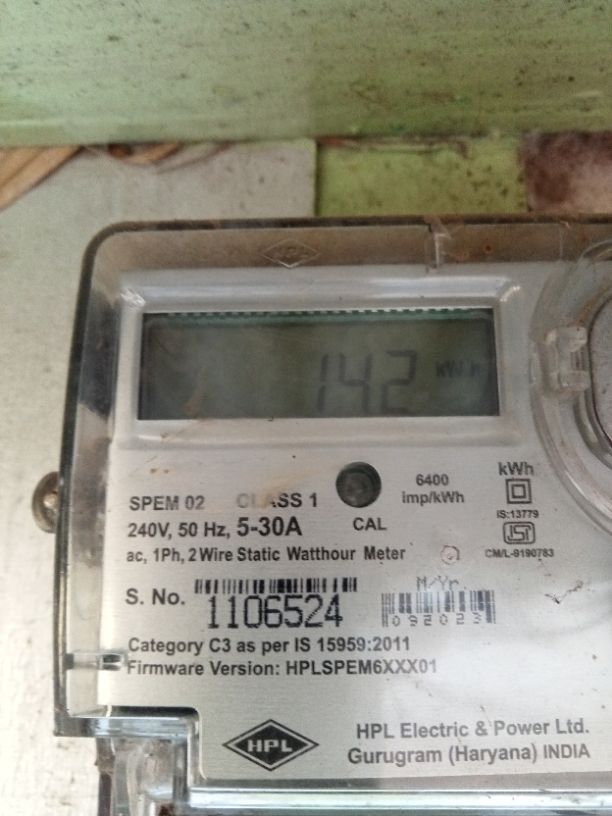 HPL
142 kWh
6400
imp/kWh
kWh
SPEM 02 CLASS 1
240V, 50 Hz, 5-30A
CAL
IS:13779
ISI
CM/L-9190783
ac, 1Ph, 2 Wire Static Watthour Meter
M/Yr.
S. No. 1106524
092023
Category C3 as per IS 15959:2011
Firmware Version: HPLSPEM6XXX01
HPL
HPL Electric & Power Ltd.
Gurugram (Haryana) INDIA